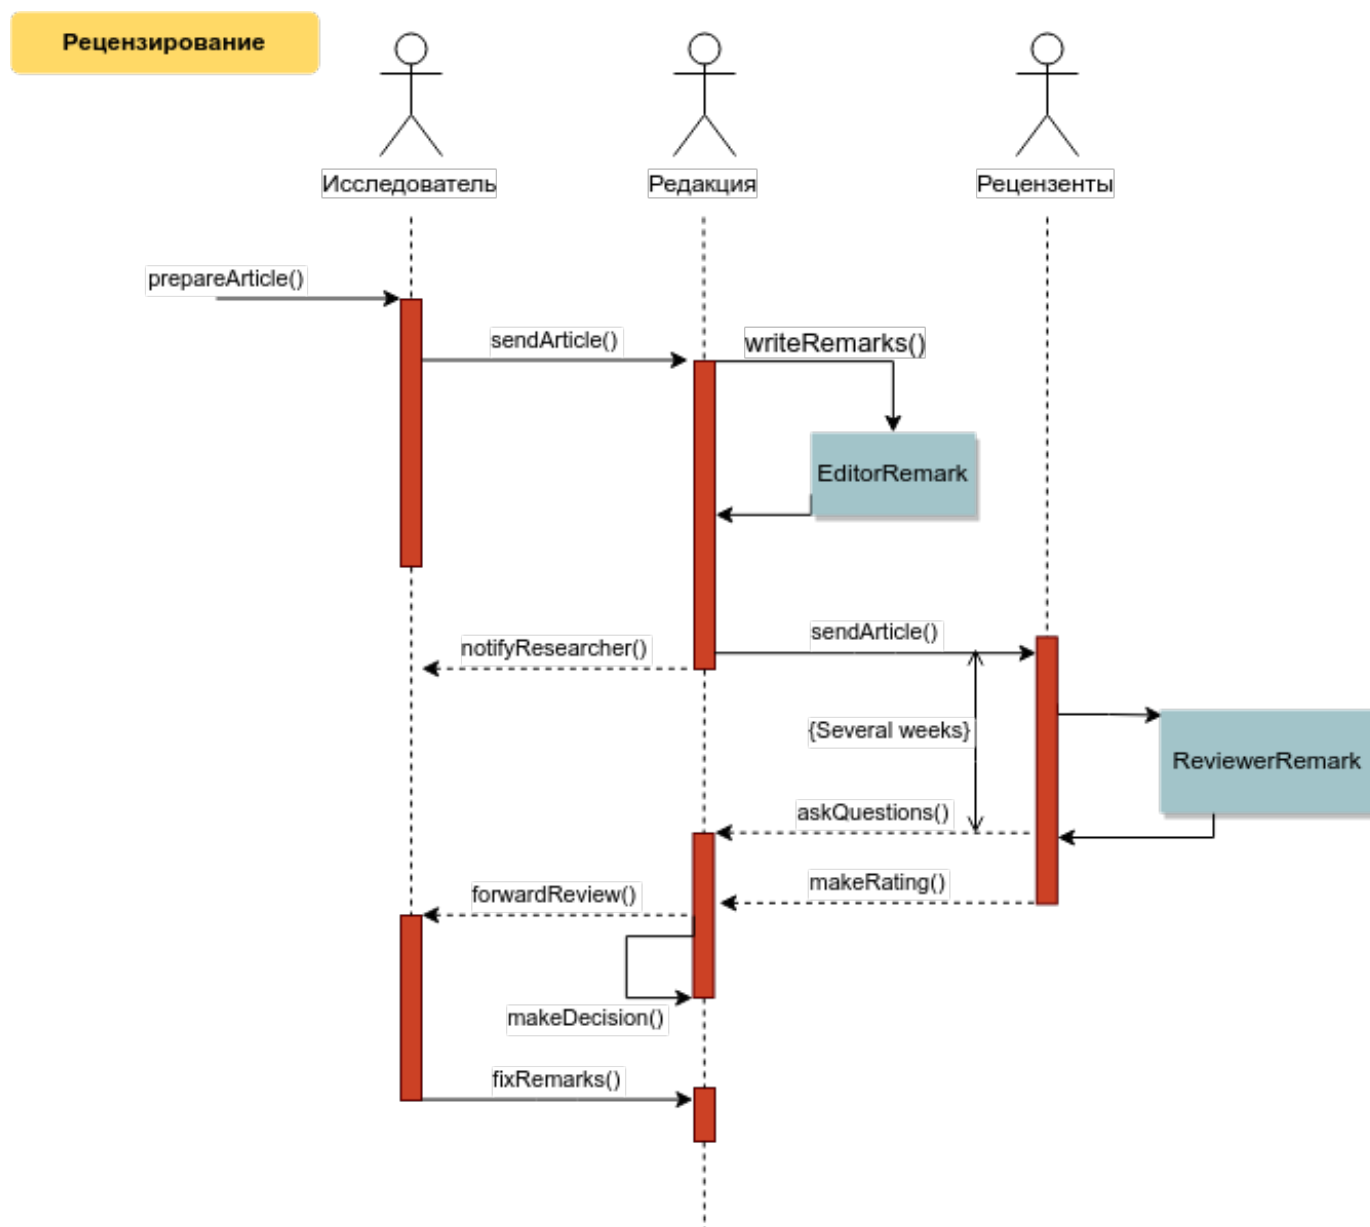 Рецензирование
Исследователь
Редакция
Рецензенты
prepareArticle()
sendArticle()
writeRemarks()
EditorRemark
sendArticle()
notifyResearcher()
{Several weeks}
ReviewerRemark
askQuestions()
makeRating()
forwardReview()
makeDecision()
fixRemarks()